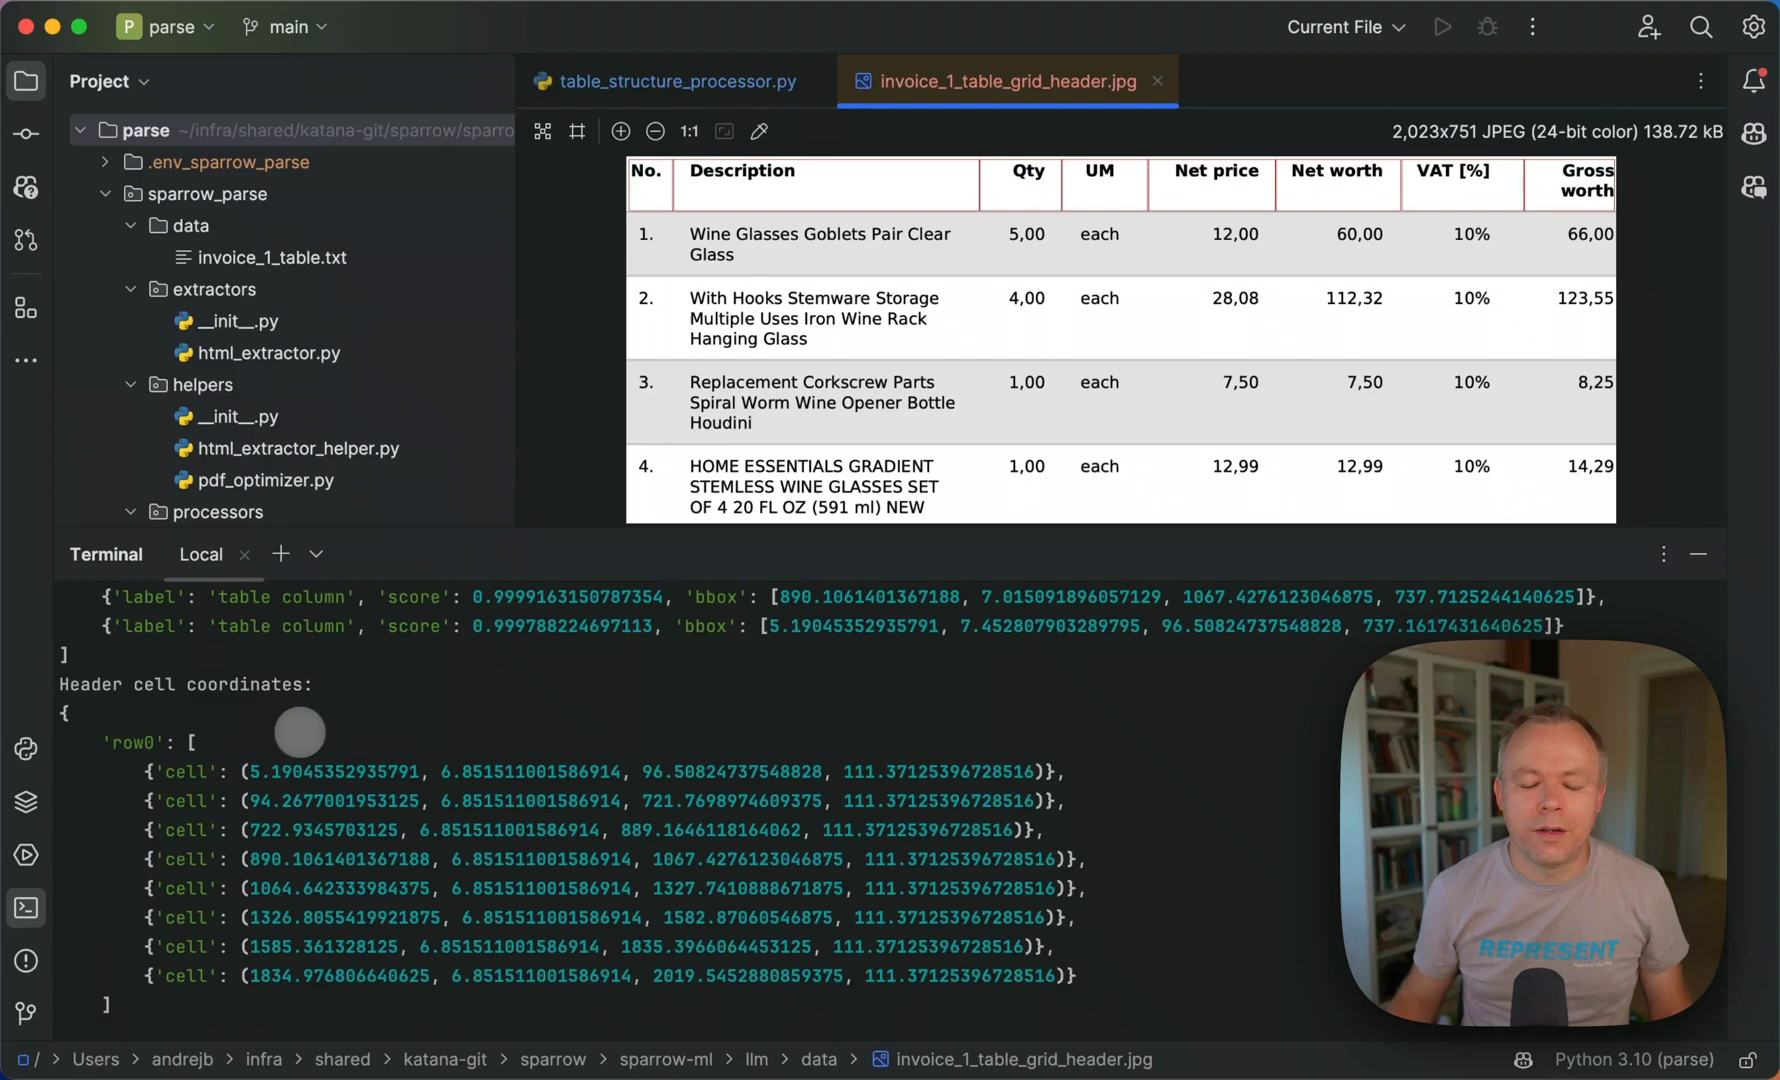 parse
main
Current File
Project
table_structure_processor.py
invoice_1_table_grid_header.jpg
parse ~/infra/shared/katana-git/sparrow/sparro
1:1
2,023x751 JPEG (24-bit color) 138.72 kB
.env_sparrow_parse
sparrow_parse
data
invoice_1_table.txt
extractors
__init__.py
html_extractor.py
helpers
__init__.py
html_extractor_helper.py
pdf_optimizer.py
processors
No. Description Qty UM Net price Net worth VAT [%] Gross
worth
1. Wine Glasses Goblets Pair Clear 5,00 each 12,00 60,00 10% 66,00
Glass
2. With Hooks Stemware Storage 4,00 each 28,08 112,32 10% 123,55
Multiple Uses Iron Wine Rack
Hanging Glass
3. Replacement Corkscrew Parts 1,00 each 7,50 7,50 10% 8,25
Spiral Worm Wine Opener Bottle
Houdini
4. HOME ESSENTIALS GRADIENT 1,00 each 12,99 12,99 10% 14,29
STEMLESS WINE GLASSES SET
OF 4 20 FL OZ (591 ml) NEW
Terminal Local
{'label': 'table column', 'score': 0.9999163150787354, 'bbox': [890.1061401367188, 7.015091896057129, 1067.4276123046875, 737.7125244140625]},
{'label': 'table column', 'score': 0.999788224697113, 'bbox': [5.19045352935791, 7.452807903289795, 96.50824737548828, 737.1617431640625]}
]
Header cell coordinates:
{
'row0': [
{'cell': (5.19045352935791, 6.851511001586914, 96.50824737548828, 111.37125396728516)},
{'cell': (94.2677001953125, 6.851511001586914, 721.7698974609375, 111.37125396728516)},
{'cell': (722.9345703125, 6.851511001586914, 889.1646118164062, 111.37125396728516)},
{'cell': (890.1061401367188, 6.851511001586914, 1067.4276123046875, 111.37125396728516)},
{'cell': (1064.642333984375, 6.851511001586914, 1327.7410888671875, 111.37125396728516)},
{'cell': (1326.8055419921875, 6.851511001586914, 1582.87060546875, 111.37125396728516)},
{'cell': (1585.361328125, 6.851511001586914, 1835.3966064453125, 111.37125396728516)},
{'cell': (1834.976806640625, 6.851511001586914, 2019.5452880859375, 111.37125396728516)}
]
REPRESENT
/ > Users > andrejb > infra > shared > katana-git > sparrow > sparrow-ml > llm > data > invoice_1_table_grid_header.jpg
Python 3.10 (parse)